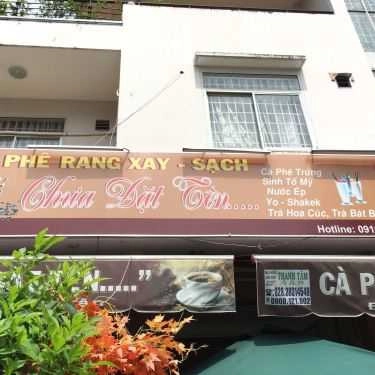 PHÊ RANG XAY - SẠCH
Chưa Đặt Tên.....
Cà Phê Trứng
Sinh Tố Mỹ
Nước Ép
Yo - Shakek
Trà Hoa Cúc, Trà Bát B
Hotline: 091
....."
THANH TÂM
CÀ P